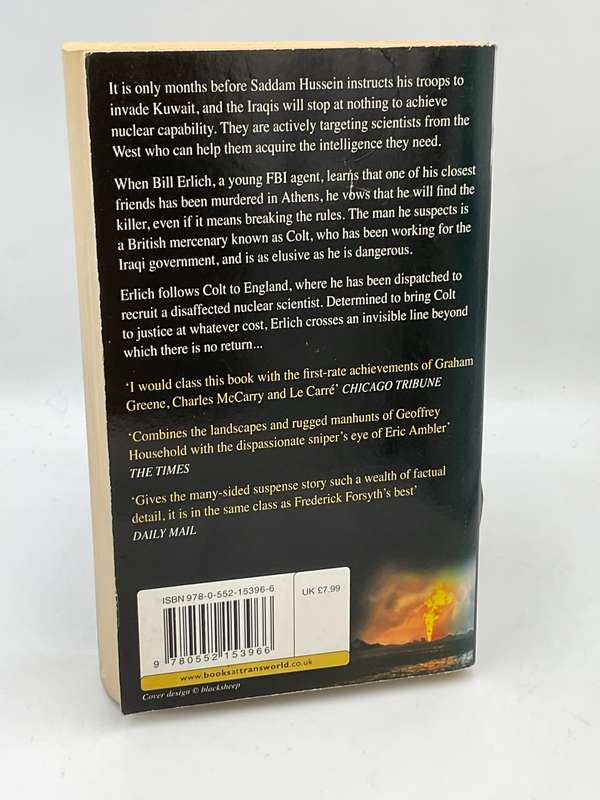 It is only months before Saddam Hussein instructs his troops to
invade Kuwait, and the Iraqis will stop at nothing to achieve
nuclear capability. They are actively targeting scientists from the
West who can help them acquire the intelligence they need.
When Bill Erlich, a young FBI agent, learns that one of his closest
friends has been murdered in Athens, he vows that he will find the
killer, even if it means breaking the rules. The man he suspects is
a British mercenary known as Colt, who has been working for the
Iraqi government, and is as elusive as he is dangerous.
Erlich follows Colt to England, where he has been dispatched to
recruit a disaffected nuclear scientist. Determined to bring Colt
to justice at whatever cost, Erlich crosses an invisible line beyond
which there is no return...
‘I would class this book with the first-rate achievements of Graham
Greene, Charles McCarry and Le Carré’ CHICAGO TRIBUNE
‘Combines the landscapes and rugged manhunts of Geoffrey
Household with the dispassionate sniper’s eye of Eric Ambler’
THE TIMES
‘Gives the many-sided suspense story such a wealth of factual
detail, it is in the same class as Frederick Forsyth’s best’
DAILY MAIL
ISBN 978-0-552-15396-6
UK £7.99
9 780552 153966
www.booksattransworld.co.uk
Cover design © blacksheep